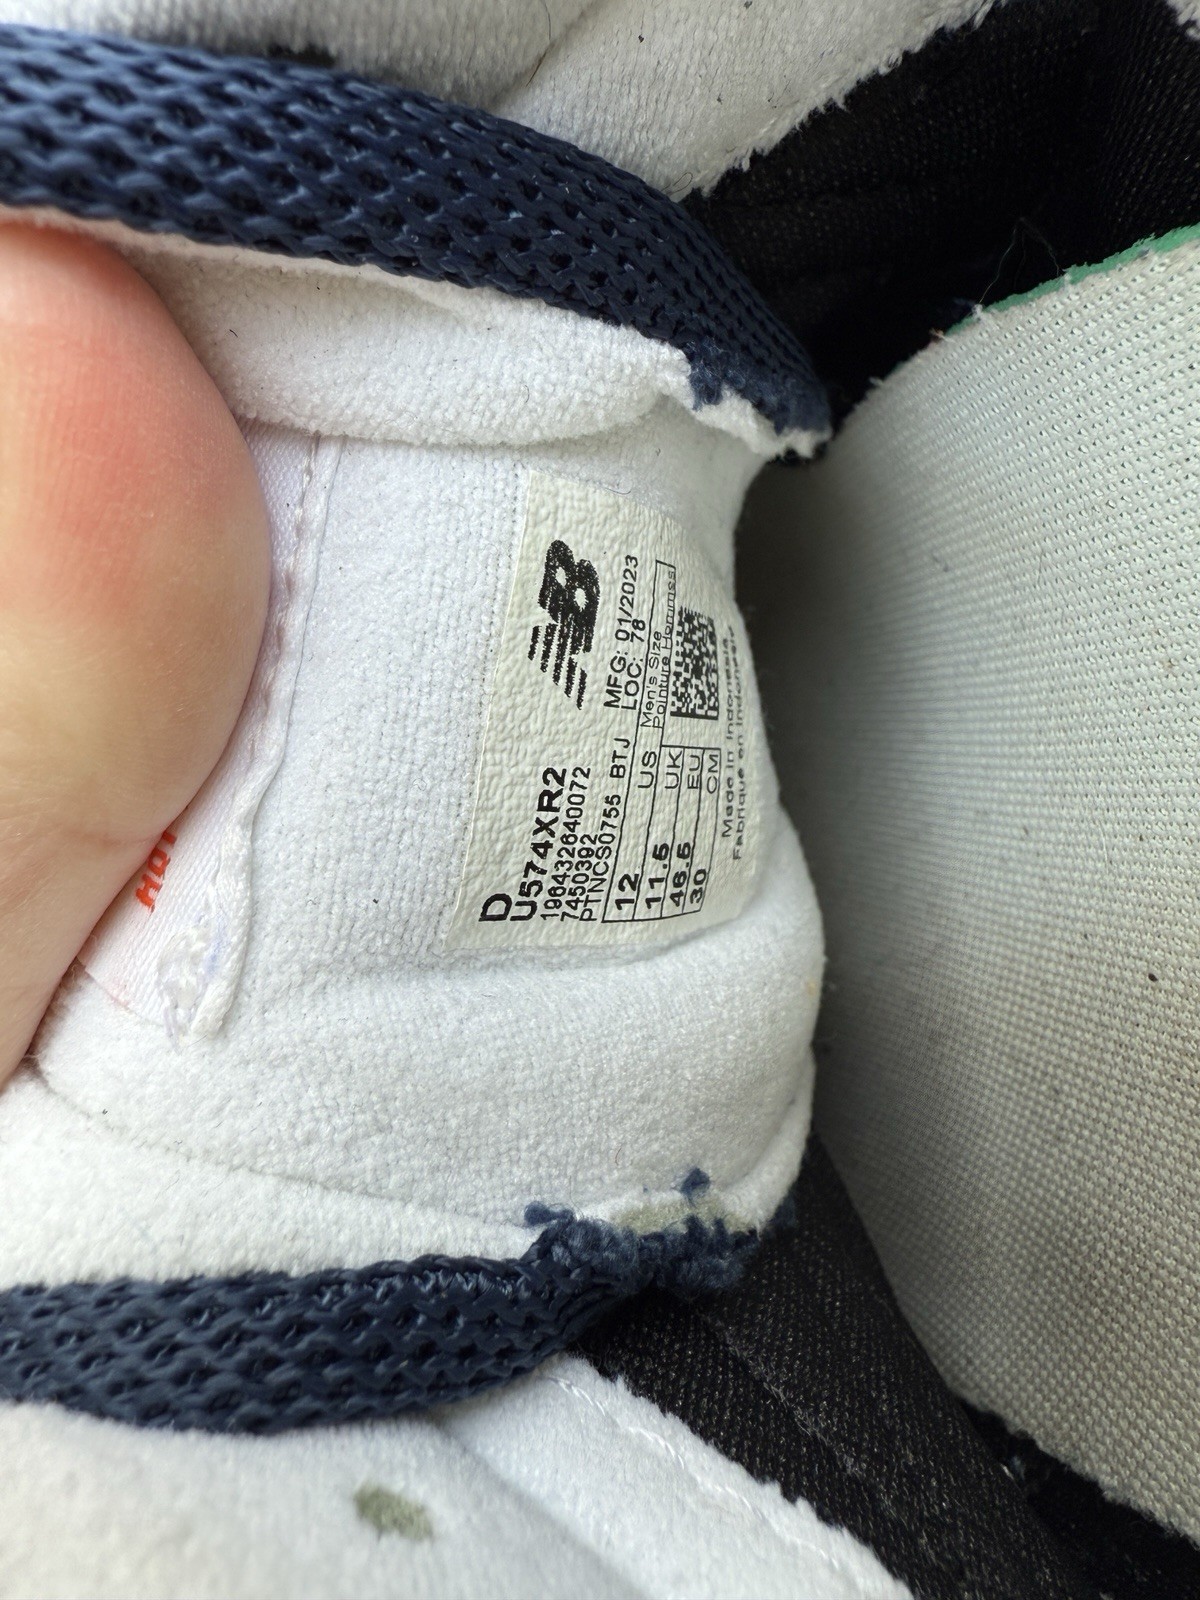 NB
D
U574XR2
196432640072
7450392
PTNCS0755 BTJ
MFG: 01/2023
LOC: 78
12 US
11.5 UK
46.5 EU
30 CM
Men's Size
Pointure Hommes
Made in Indonesia
Fabriqué en Indonésie